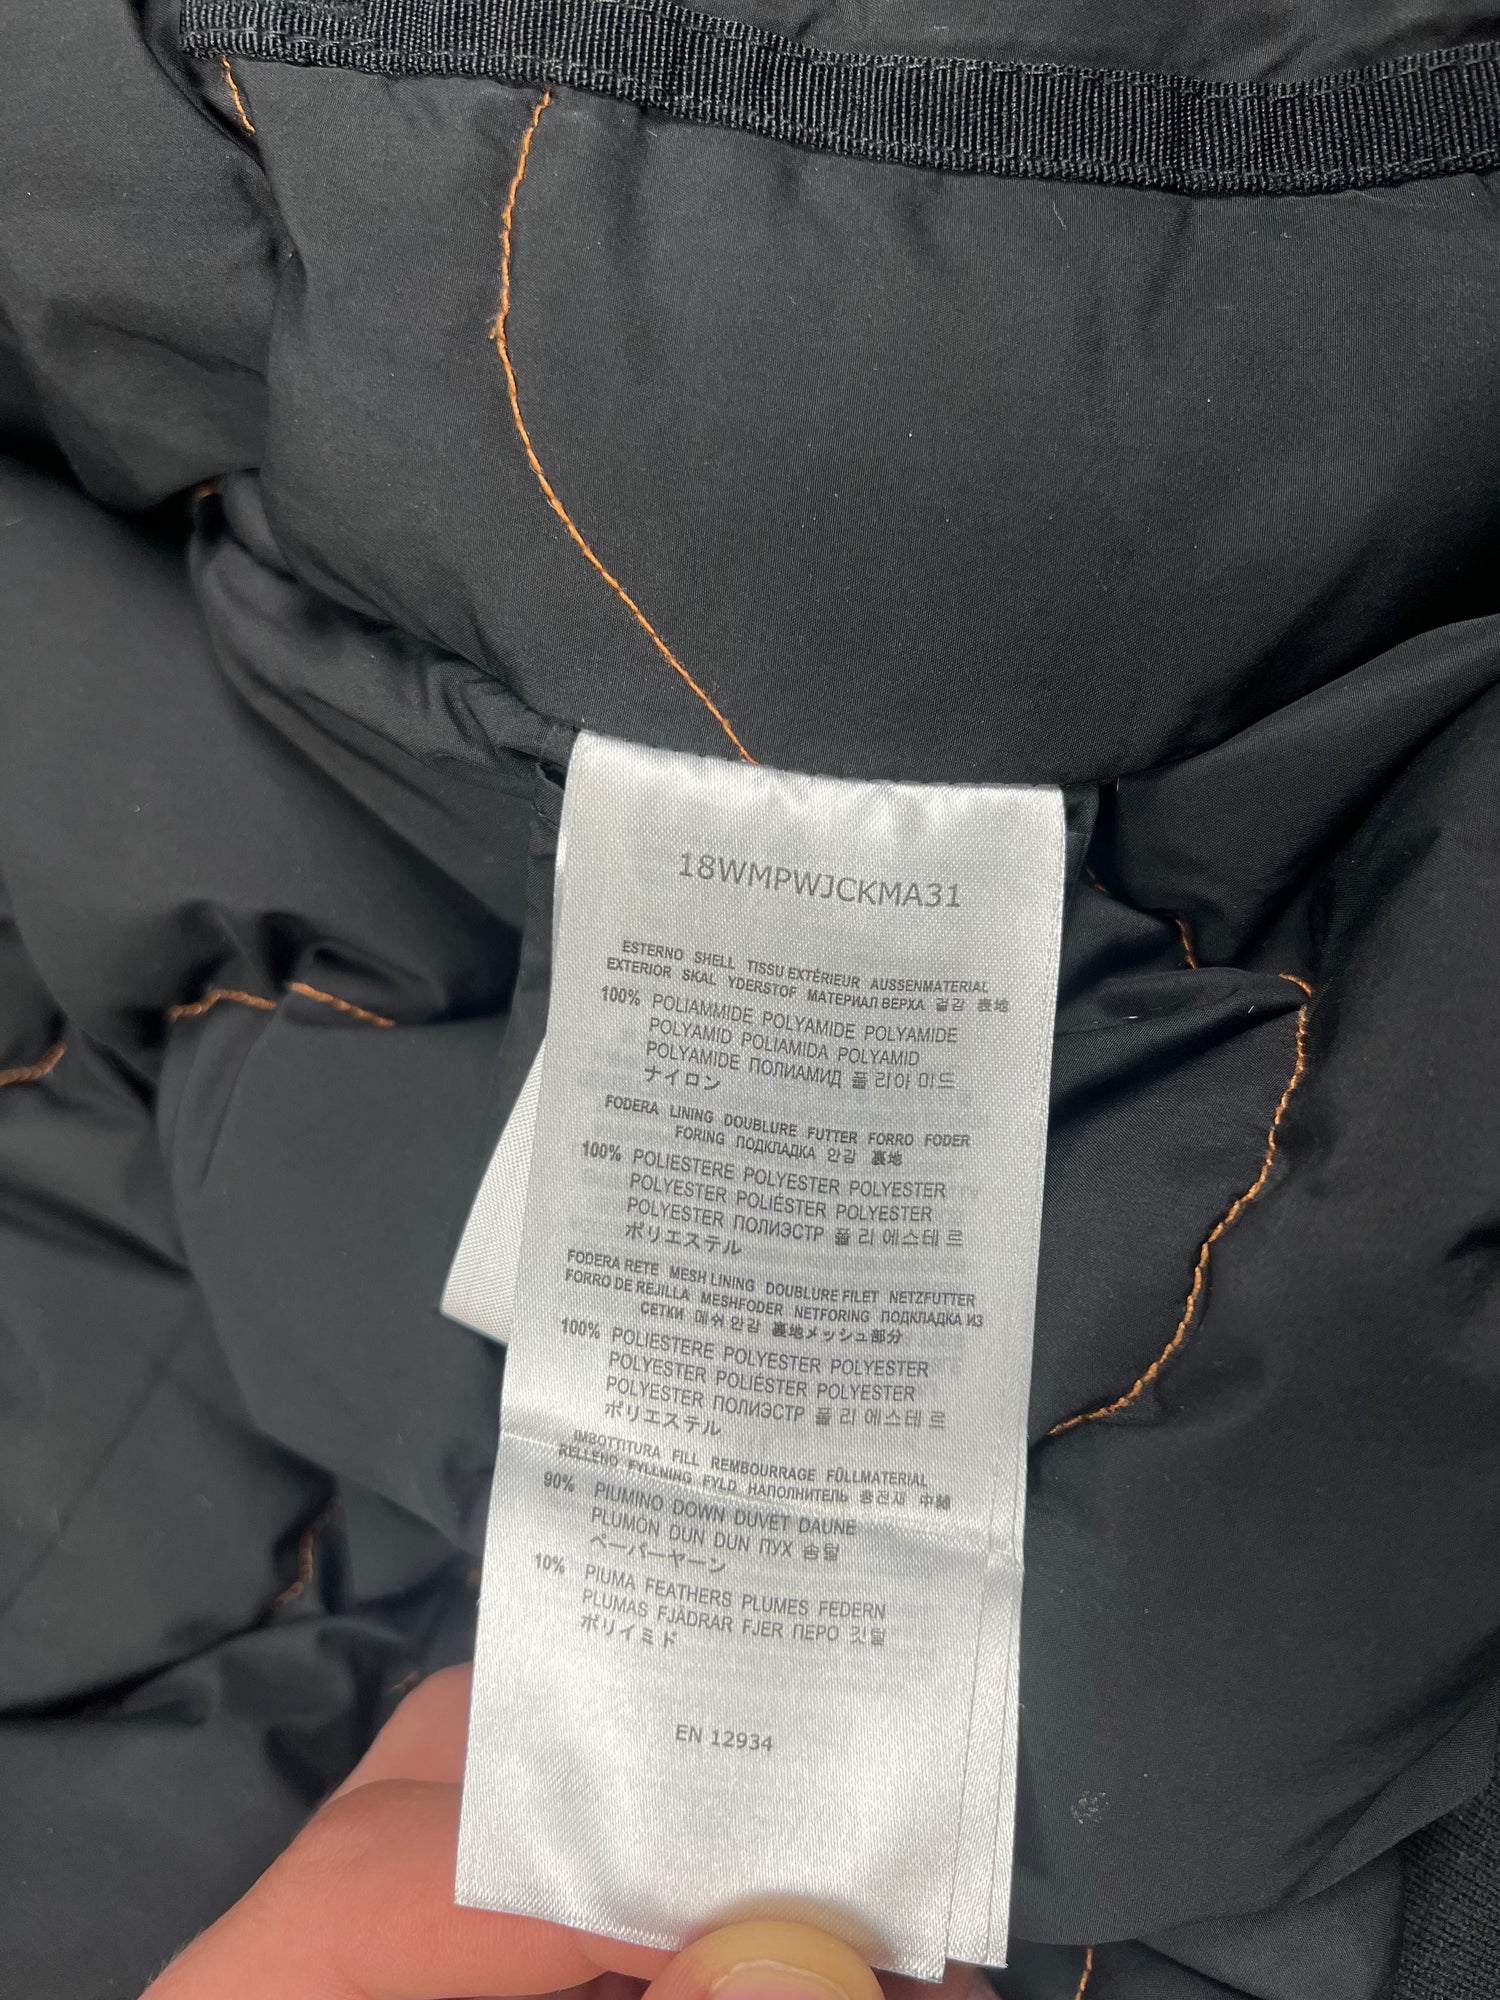 18WMPWJCKMA31
ESTERNO SHELL TISSU EXTÉRIEUR AUSSENMATERIAL
EXTERIOR SKAL YDERSTOF МАТЕРИАЛ ВЕРХА 겉감 表地
100% POLIAMMIDE POLYAMIDE POLYAMIDE
POLYAMID POLIAMIDA POLYAMID
POLYAMIDE ПОЛИАМИД 폴리아미드
ナイロン
FODERA LINING DOUBLURE FUTTER FORRO FODER
FORING ПОДКЛАДКА 안감 裏地
100% POLIESTERE POLYESTER POLYESTER
POLYESTER POLIÉSTER POLYESTER
POLYESTER ПОЛИЭСТР 폴리에스테르
ポリエステル
FODERA RETE MESH LINING DOUBLURE FILET NETZFUTTER
FORRO DE REJILLA MESHFODER NETFORING ПОДКЛАДКА ИЗ
СЕТКИ 메쉬 안감 裏地メッシュ部分
100% POLIESTERE POLYESTER POLYESTER
POLYESTER POLIÉSTER POLYESTER
POLYESTER ПОЛИЭСТР 폴리에스테르
ポリエステル
IMBOTTITURA FILL REMBOURRAGE FÜLLMATERIAL
RELLENO FYLLNING FYLD НАПОЛНИТЕЛЬ 충전재 中綿
90% PIUMINO DOWN DUVET DAUNE
PLUMÓN DUN DUN ПУХ 솜털
ペーパーヤーン
10% PIUMA FEATHERS PLUMES FEDERN
PLUMAS FJÄDRAR FJER ПЕРО 깃털
ポリイミド
EN 12934